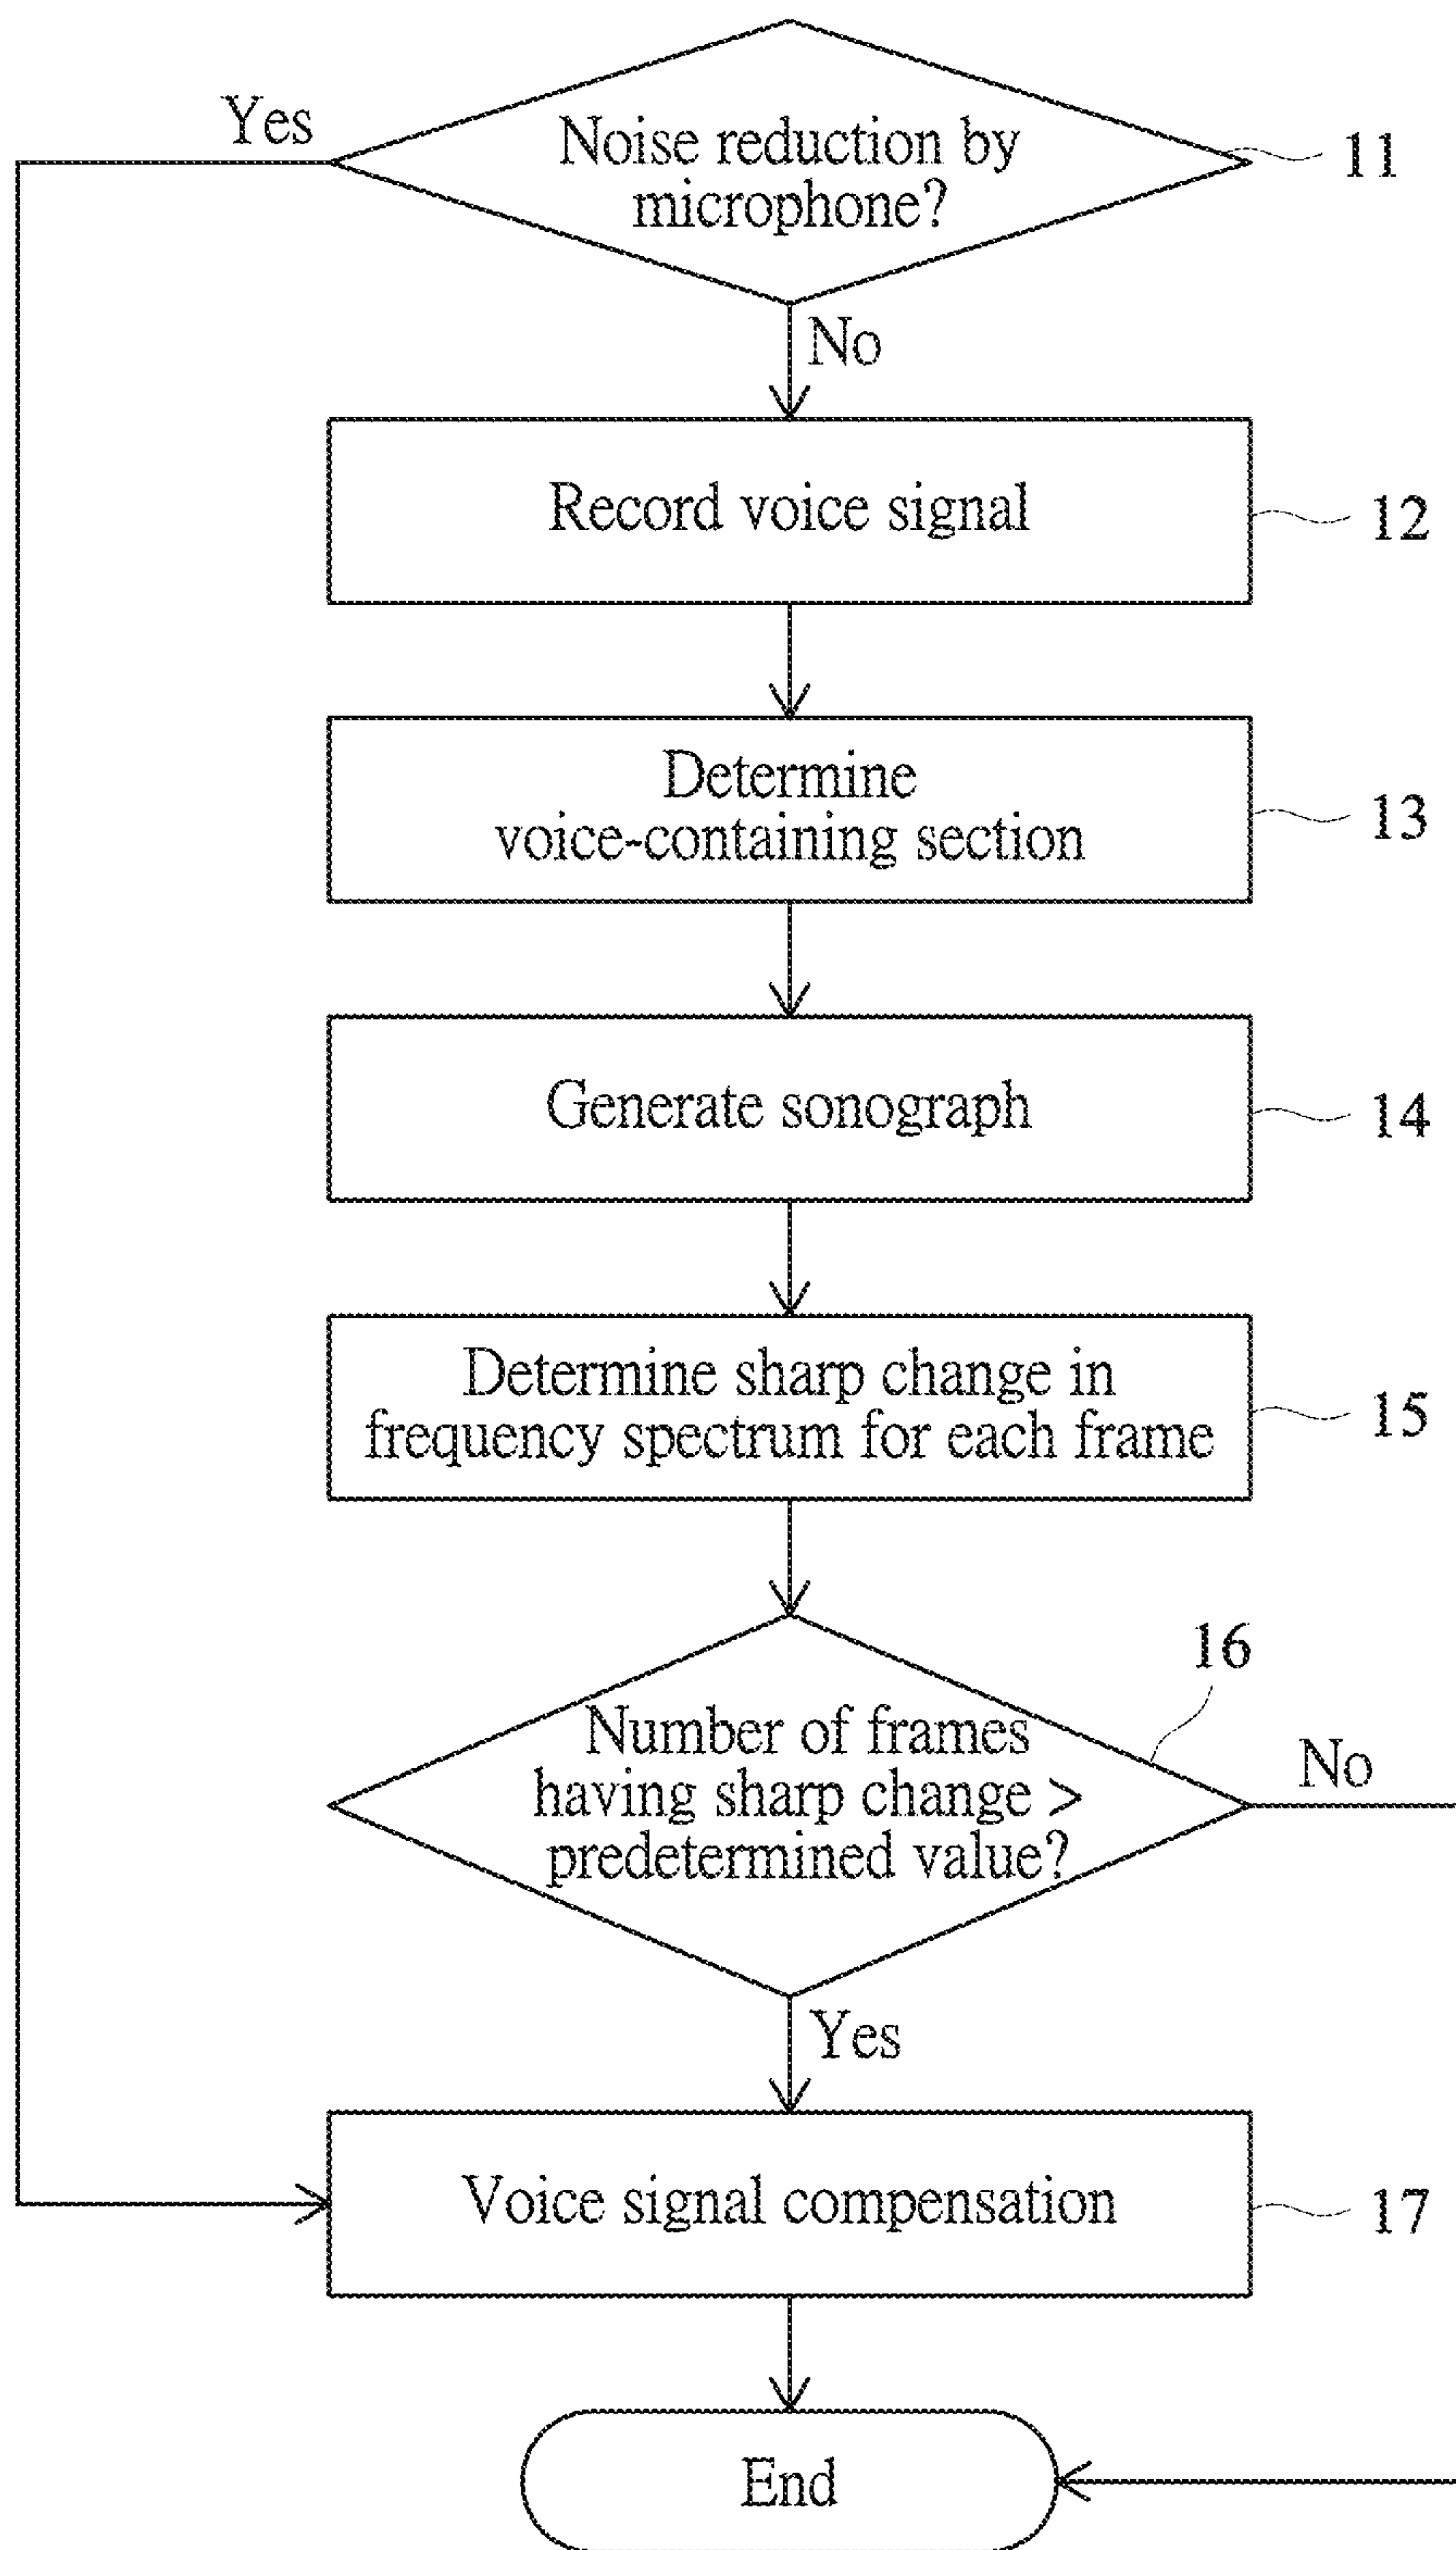 Yes
Noise reduction by
microphone?
11
No
Record voice signal
12
Determine
voice-containing section
13
Generate sonograph
14
Determine sharp change in
frequency spectrum for each frame
15
16
Number of frames
having sharp change >
predetermined value?
No
Yes
Voice signal compensation
17
End